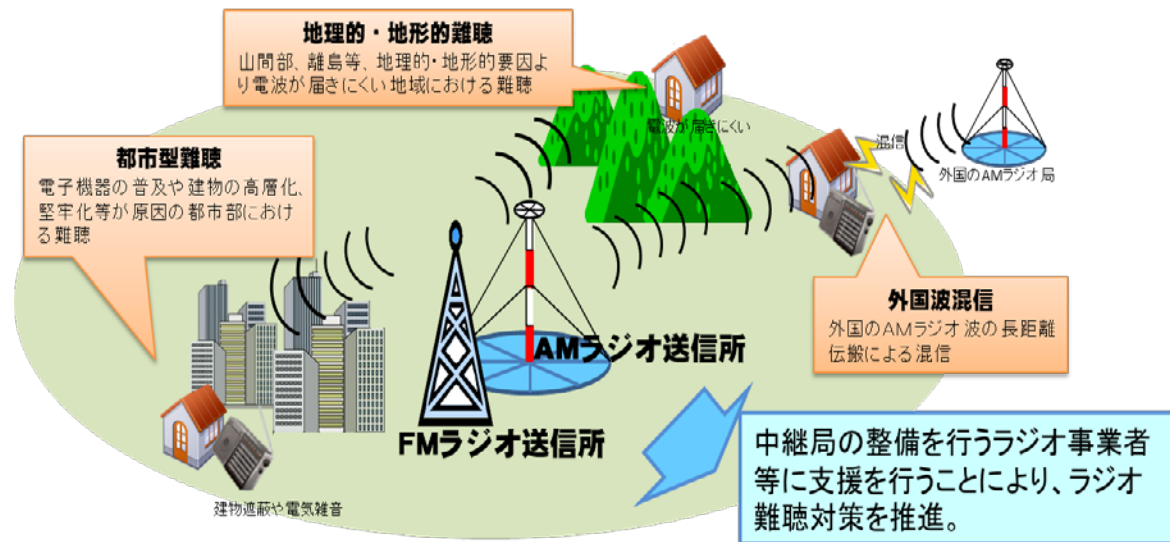 地理的・地形的難聴
山間部、離島等、地理的・地形的要因よ
り電波が届きにくい地域における難聴
電波が届きにくい
混信
外国のAMラジオ局
都市型難聴
電子機器の普及や建物の高層化、
堅牢化等が原因の都市部におけ
る難聴
外国波混信
外国のAMラジオ波の長距離
伝搬による混信
AMラジオ送信所
FMラジオ送信所
建物遮蔽や電気雑音
中継局の整備を行うラジオ事業者
等に支援を行うことにより、ラジオ
難聴対策を推進。